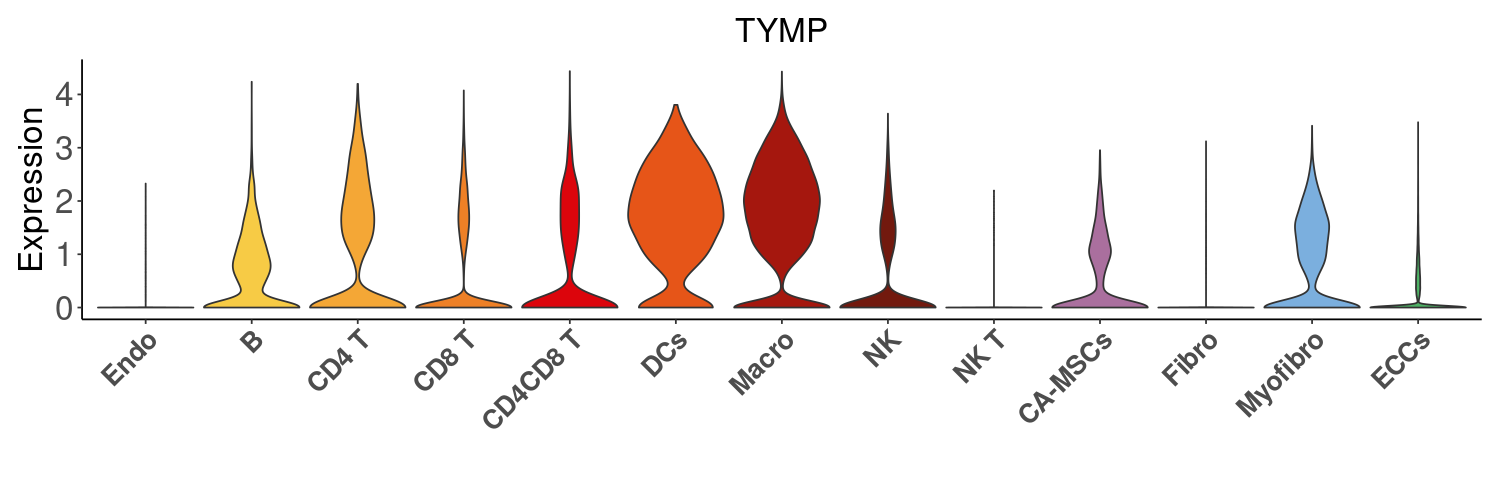 TYMP
Expression
4
3
2
1
0
Endo
B
CD4 T
CD8 T
CD4CD8 T
DCs
Macro
NK
NK T
CA-MSCs
Fibro
Myofibro
ECCs